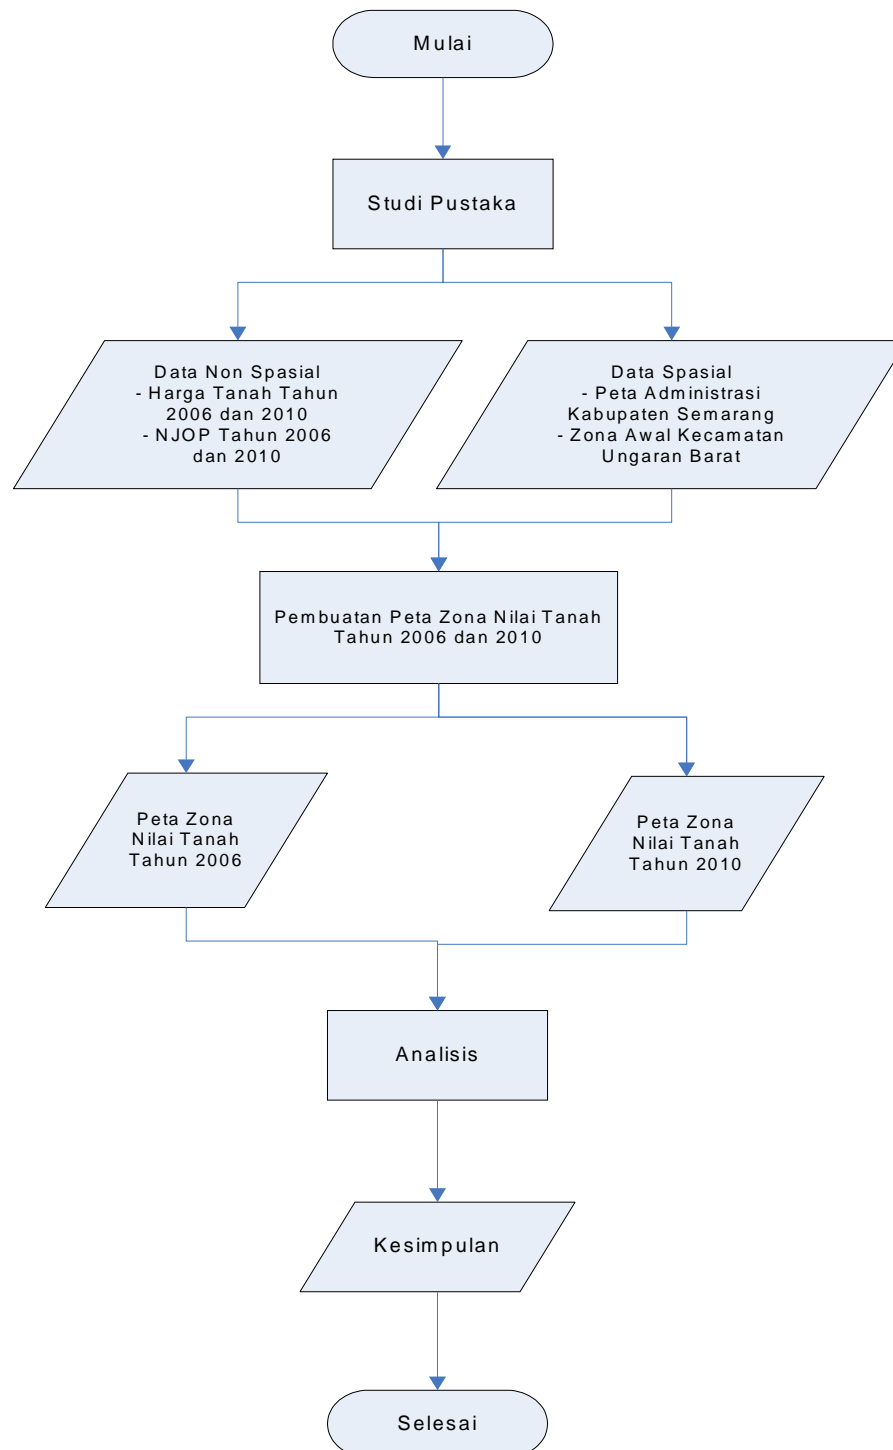 Mulai
Studi Pustaka
Data Non Spasial
- Harga Tanah Tahun
2006 dan 2010
- NJOP Tahun 2006
dan 2010
Data Spasial
- Peta Administrasi
Kabupaten Semarang
- Zona Awal Kecamatan
Ungaran Barat
Pembuatan Peta Zona Nilai Tanah
Tahun 2006 dan 2010
Peta Zona
Nilai Tanah
Tahun 2006
Peta Zona
Nilai Tanah
Tahun 2010
Analisis
Kesimpulan
Selesai